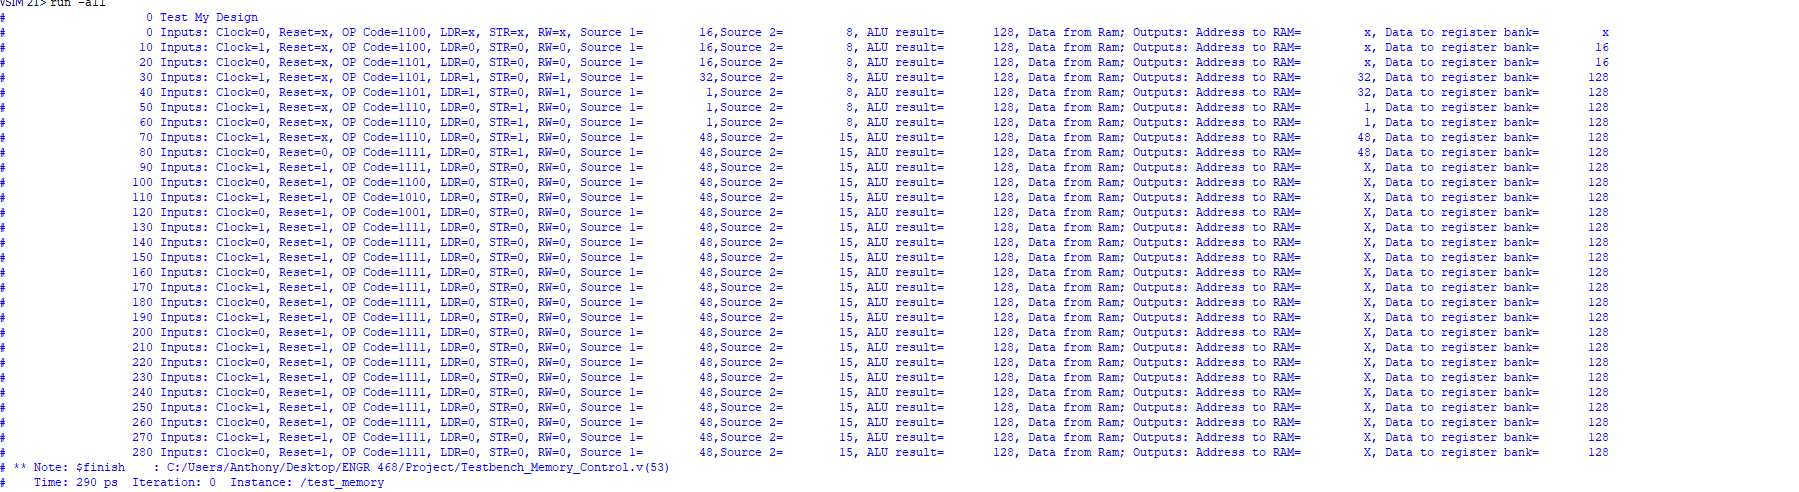 VSIM 21> run -all
# 0 Test My Design
# 0 Inputs: Clock=0, Reset=x, OP Code=1100, LDR=x, STR=x, RW=x, Source 1= 16,Source 2= 8, ALU result= 128, Data from Ram; Outputs: Address to RAM= x, Data to register bank= x
# 10 Inputs: Clock=1, Reset=x, OP Code=1100, LDR=0, STR=0, RW=0, Source 1= 16,Source 2= 8, ALU result= 128, Data from Ram; Outputs: Address to RAM= x, Data to register bank= 16
# 20 Inputs: Clock=0, Reset=x, OP Code=1101, LDR=0, STR=0, RW=0, Source 1= 16,Source 2= 8, ALU result= 128, Data from Ram; Outputs: Address to RAM= x, Data to register bank= 16
# 30 Inputs: Clock=1, Reset=x, OP Code=1101, LDR=1, STR=0, RW=1, Source 1= 32,Source 2= 8, ALU result= 128, Data from Ram; Outputs: Address to RAM= 32, Data to register bank= 128
# 40 Inputs: Clock=0, Reset=x, OP Code=1101, LDR=1, STR=0, RW=1, Source 1= 1,Source 2= 8, ALU result= 128, Data from Ram; Outputs: Address to RAM= 32, Data to register bank= 128
# 50 Inputs: Clock=1, Reset=x, OP Code=1110, LDR=0, STR=1, RW=0, Source 1= 1,Source 2= 8, ALU result= 128, Data from Ram; Outputs: Address to RAM= 1, Data to register bank= 128
# 60 Inputs: Clock=0, Reset=x, OP Code=1110, LDR=0, STR=1, RW=0, Source 1= 1,Source 2= 8, ALU result= 128, Data from Ram; Outputs: Address to RAM= 1, Data to register bank= 128
# 70 Inputs: Clock=1, Reset=x, OP Code=1110, LDR=0, STR=1, RW=0, Source 1= 48,Source 2= 15, ALU result= 128, Data from Ram; Outputs: Address to RAM= 48, Data to register bank= 128
# 80 Inputs: Clock=0, Reset=0, OP Code=1111, LDR=0, STR=1, RW=0, Source 1= 48,Source 2= 15, ALU result= 128, Data from Ram; Outputs: Address to RAM= 48, Data to register bank= 128
# 90 Inputs: Clock=1, Reset=1, OP Code=1111, LDR=0, STR=0, RW=0, Source 1= 48,Source 2= 15, ALU result= 128, Data from Ram; Outputs: Address to RAM= X, Data to register bank= 128
# 100 Inputs: Clock=0, Reset=1, OP Code=1100, LDR=0, STR=0, RW=0, Source 1= 48,Source 2= 15, ALU result= 128, Data from Ram; Outputs: Address to RAM= X, Data to register bank= 128
# 110 Inputs: Clock=1, Reset=1, OP Code=1010, LDR=0, STR=0, RW=0, Source 1= 48,Source 2= 15, ALU result= 128, Data from Ram; Outputs: Address to RAM= X, Data to register bank= 128
# 120 Inputs: Clock=0, Reset=1, OP Code=1001, LDR=0, STR=0, RW=0, Source 1= 48,Source 2= 15, ALU result= 128, Data from Ram; Outputs: Address to RAM= X, Data to register bank= 128
# 130 Inputs: Clock=1, Reset=1, OP Code=1111, LDR=0, STR=0, RW=0, Source 1= 48,Source 2= 15, ALU result= 128, Data from Ram; Outputs: Address to RAM= X, Data to register bank= 128
# 140 Inputs: Clock=0, Reset=1, OP Code=1111, LDR=0, STR=0, RW=0, Source 1= 48,Source 2= 15, ALU result= 128, Data from Ram; Outputs: Address to RAM= X, Data to register bank= 128
# 150 Inputs: Clock=1, Reset=1, OP Code=1111, LDR=0, STR=0, RW=0, Source 1= 48,Source 2= 15, ALU result= 128, Data from Ram; Outputs: Address to RAM= X, Data to register bank= 128
# 160 Inputs: Clock=0, Reset=1, OP Code=1111, LDR=0, STR=0, RW=0, Source 1= 48,Source 2= 15, ALU result= 128, Data from Ram; Outputs: Address to RAM= X, Data to register bank= 128
# 170 Inputs: Clock=1, Reset=1, OP Code=1111, LDR=0, STR=0, RW=0, Source 1= 48,Source 2= 15, ALU result= 128, Data from Ram; Outputs: Address to RAM= X, Data to register bank= 128
# 180 Inputs: Clock=0, Reset=1, OP Code=1111, LDR=0, STR=0, RW=0, Source 1= 48,Source 2= 15, ALU result= 128, Data from Ram; Outputs: Address to RAM= X, Data to register bank= 128
# 190 Inputs: Clock=1, Reset=1, OP Code=1111, LDR=0, STR=0, RW=0, Source 1= 48,Source 2= 15, ALU result= 128, Data from Ram; Outputs: Address to RAM= X, Data to register bank= 128
# 200 Inputs: Clock=0, Reset=1, OP Code=1111, LDR=0, STR=0, RW=0, Source 1= 48,Source 2= 15, ALU result= 128, Data from Ram; Outputs: Address to RAM= X, Data to register bank= 128
# 210 Inputs: Clock=1, Reset=1, OP Code=1111, LDR=0, STR=0, RW=0, Source 1= 48,Source 2= 15, ALU result= 128, Data from Ram; Outputs: Address to RAM= X, Data to register bank= 128
# 220 Inputs: Clock=0, Reset=1, OP Code=1111, LDR=0, STR=0, RW=0, Source 1= 48,Source 2= 15, ALU result= 128, Data from Ram; Outputs: Address to RAM= X, Data to register bank= 128
# 230 Inputs: Clock=1, Reset=1, OP Code=1111, LDR=0, STR=0, RW=0, Source 1= 48,Source 2= 15, ALU result= 128, Data from Ram; Outputs: Address to RAM= X, Data to register bank= 128
# 240 Inputs: Clock=0, Reset=1, OP Code=1111, LDR=0, STR=0, RW=0, Source 1= 48,Source 2= 15, ALU result= 128, Data from Ram; Outputs: Address to RAM= X, Data to register bank= 128
# 250 Inputs: Clock=1, Reset=1, OP Code=1111, LDR=0, STR=0, RW=0, Source 1= 48,Source 2= 15, ALU result= 128, Data from Ram; Outputs: Address to RAM= X, Data to register bank= 128
# 260 Inputs: Clock=0, Reset=1, OP Code=1111, LDR=0, STR=0, RW=0, Source 1= 48,Source 2= 15, ALU result= 128, Data from Ram; Outputs: Address to RAM= X, Data to register bank= 128
# 270 Inputs: Clock=1, Reset=1, OP Code=1111, LDR=0, STR=0, RW=0, Source 1= 48,Source 2= 15, ALU result= 128, Data from Ram; Outputs: Address to RAM= X, Data to register bank= 128
# 280 Inputs: Clock=0, Reset=1, OP Code=1111, LDR=0, STR=0, RW=0, Source 1= 48,Source 2= 15, ALU result= 128, Data from Ram; Outputs: Address to RAM= X, Data to register bank= 128
# ** Note: $finish : C:/Users/Anthony/Desktop/ENGR 468/Project/Testbench_Memory_Control.v(53)
# Time: 290 ps Iteration: 0 Instance: /test_memory